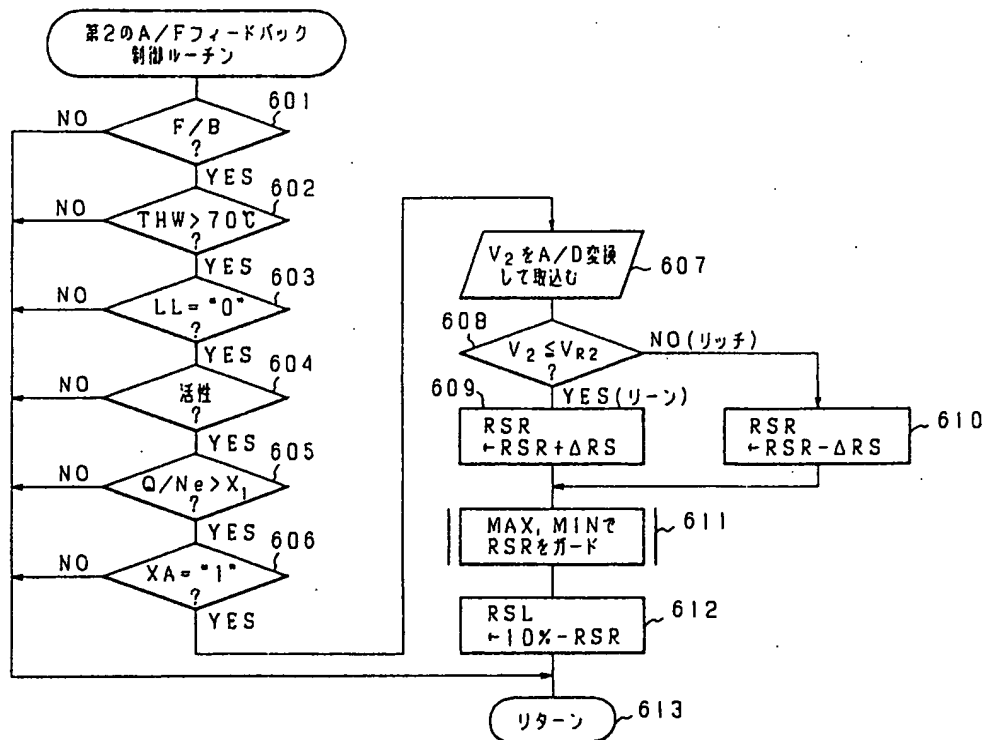 第2のA/Fフィードバック
制御ルーチン
601
NO
F/B
?
YES
602
NO
THW>70℃
?
YES
603
NO
LL="0"
?
YES
604
NO
活性
?
YES
605
NO
Q/Ne>X1
?
YES
606
NO
XA="1"
?
YES
V2をA/D変換
して取込む
607
608
V2≦VR2
?
NO(リッチ)
YES(リーン)
609
RSR
←RSR+ΔRS
RSR
←RSR-ΔRS
610
MAX,MINで
RSRをガード
611
RSL
←10%-RSR
612
リターン
613